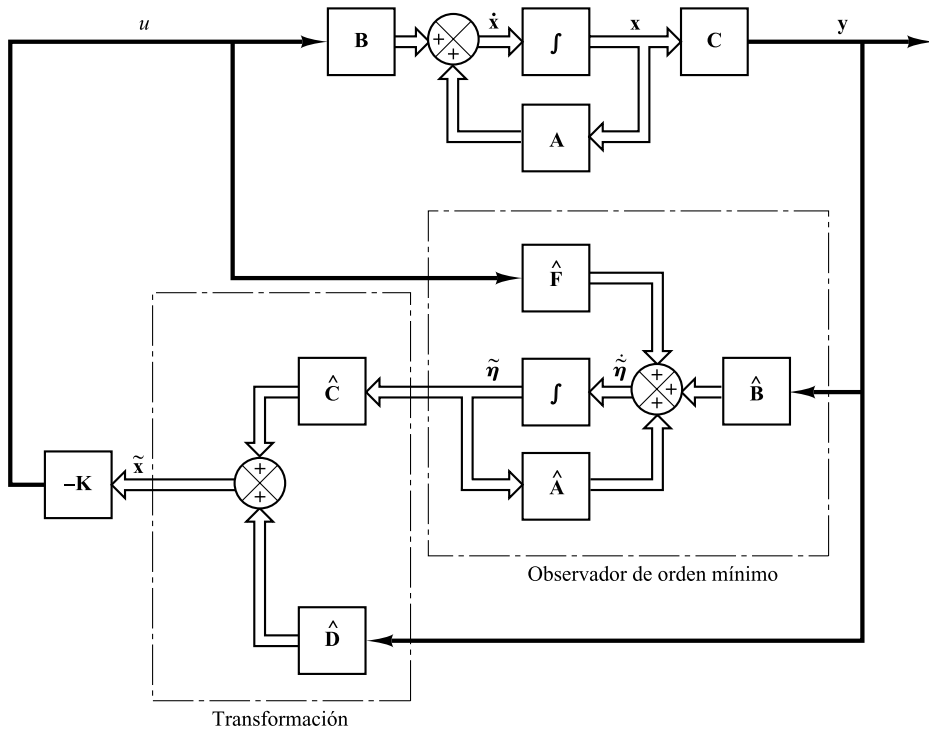 u
B
+
+
ẋ
∫
x
C
y
A
F̂
Ĉ
η̃
∫
η̃̇
+
+
+
B̂
Â
–K
x̃
+
+
D̂
Observador de orden mínimo
Transformación